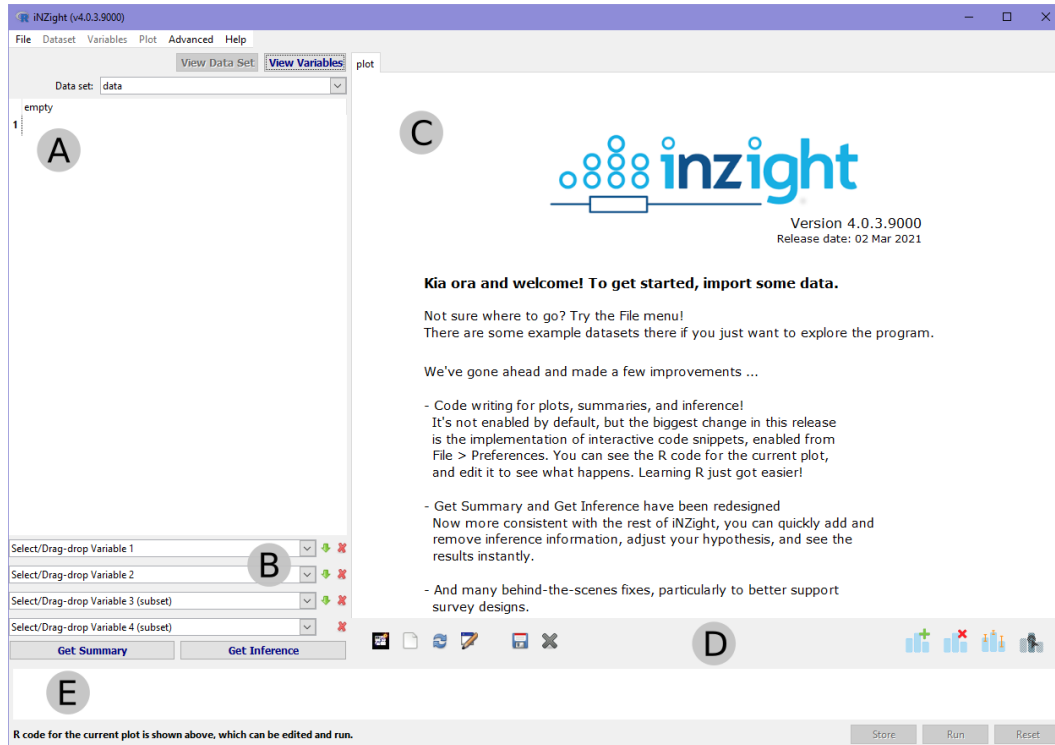 iNZight (v4.0.3.9000)
File Dataset Variables Plot Advanced Help
View Data Set View Variables plot
Data set: data
empty
1
A
C
inzight
Version 4.0.3.9000
Release date: 02 Mar 2021
Kia ora and welcome! To get started, import some data.
Not sure where to go? Try the File menu!
There are some example datasets there if you just want to explore the program.
We've gone ahead and made a few improvements ...
- Code writing for plots, summaries, and inference!
It's not enabled by default, but the biggest change in this release
is the implementation of interactive code snippets, enabled from
File > Preferences. You can see the R code for the current plot,
and edit it to see what happens. Learning R just got easier!
- Get Summary and Get Inference have been redesigned
Now more consistent with the rest of iNZight, you can quickly add and
remove inference information, adjust your hypothesis, and see the
results instantly.
- And many behind-the-scenes fixes, particularly to better support
survey designs.
Select/Drag-drop Variable 1
B
Select/Drag-drop Variable 2
Select/Drag-drop Variable 3 (subset)
Select/Drag-drop Variable 4 (subset)
Get Summary Get Inference
D
E
R code for the current plot is shown above, which can be edited and run.
Store Run Reset